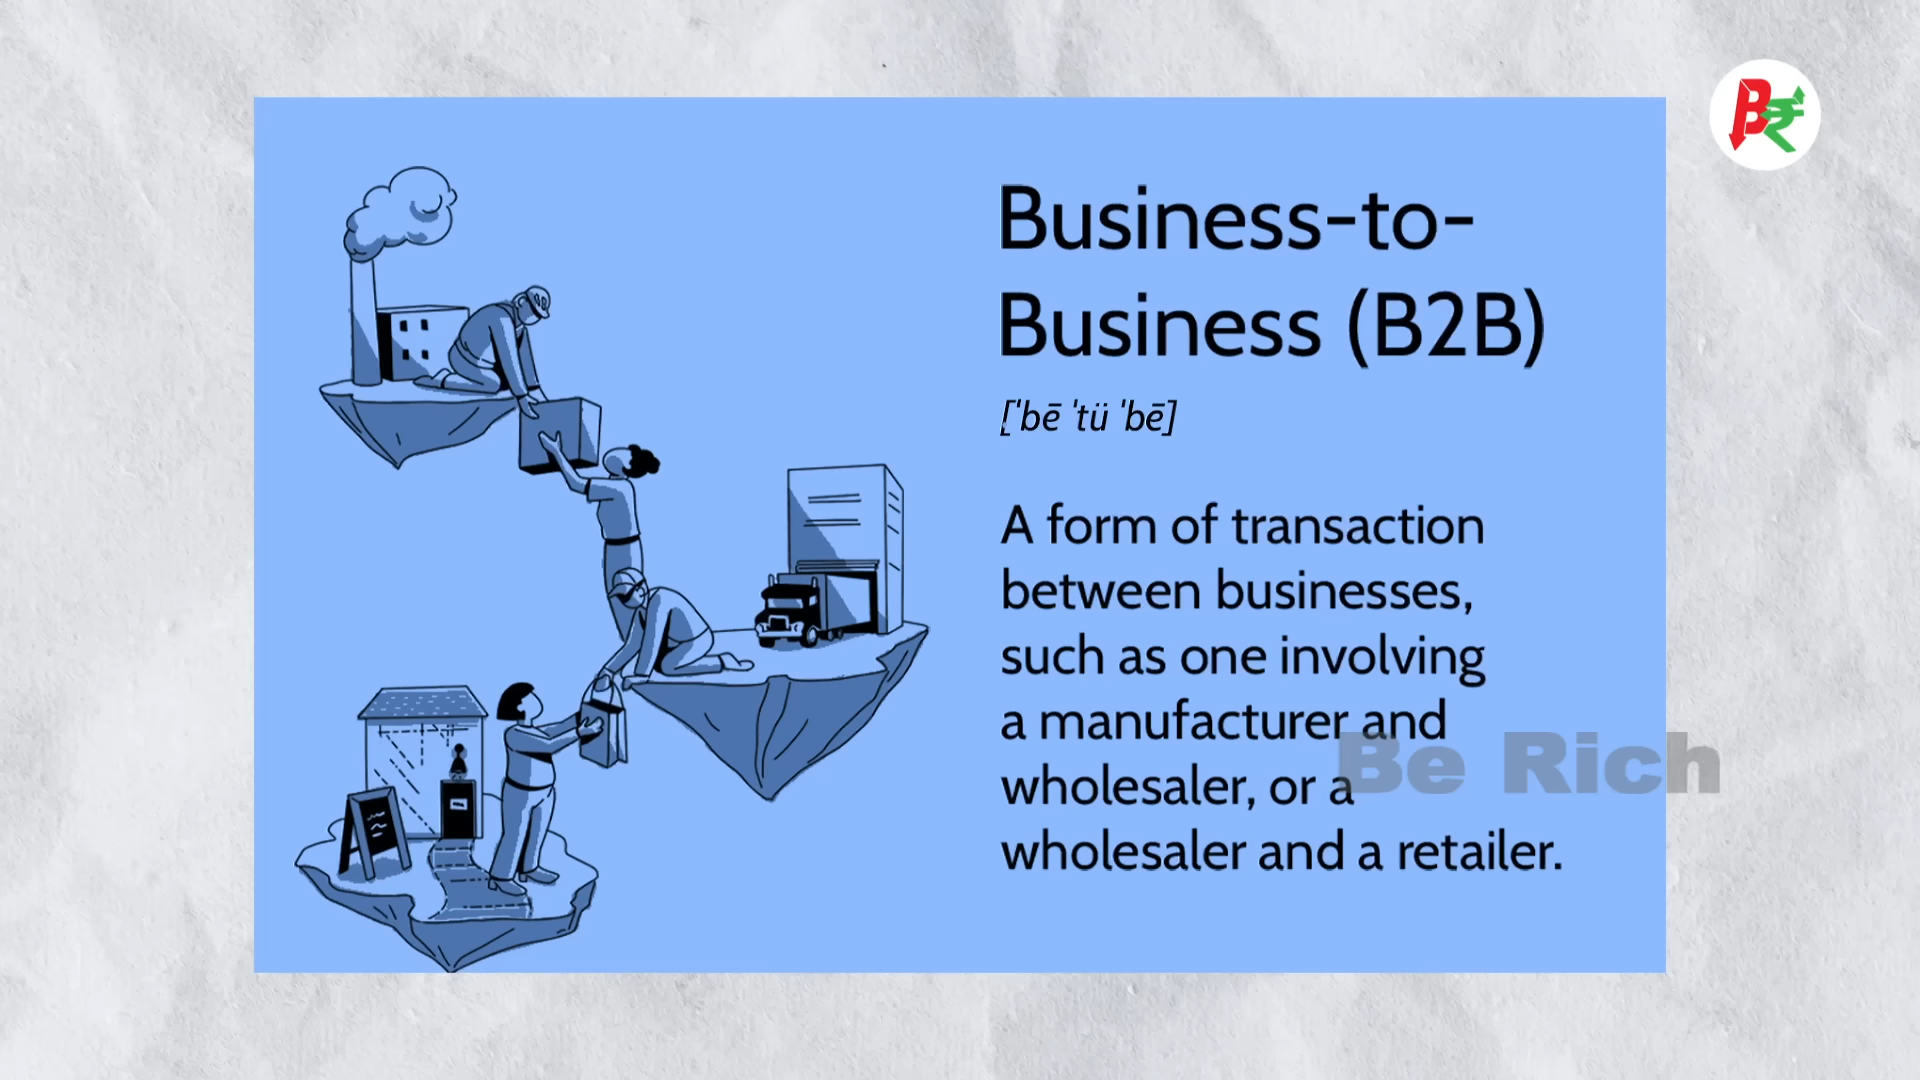 Business-to-
Business (B2B)
['bē 'tü 'bē]
A form of transaction
between businesses,
such as one involving
a manufacturer and
wholesaler, or a
wholesaler and a retailer.
Be Rich